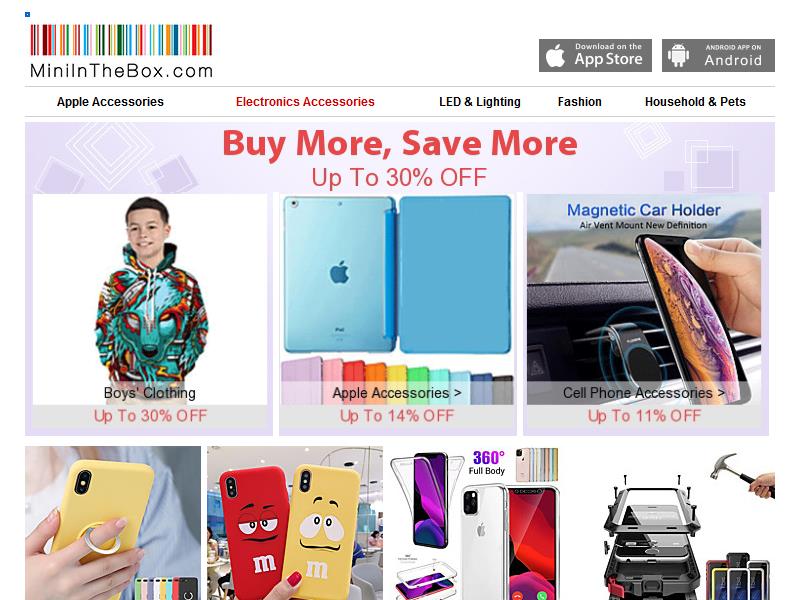 MiniInTheBox.com
Download on the
App Store
ANDROID APP ON
Android
Apple Accessories
Electronics Accessories
LED & Lighting
Fashion
Household & Pets
Buy More, Save More
Up To 30% OFF
Magnetic Car Holder
Air Vent Mount New Definition
iPad
Boys' Clothing
Apple Accessories >
Cell Phone Accessories >
Up To 30% OFF
Up To 14% OFF
Up To 11% OFF
360°
Full Body
m
m